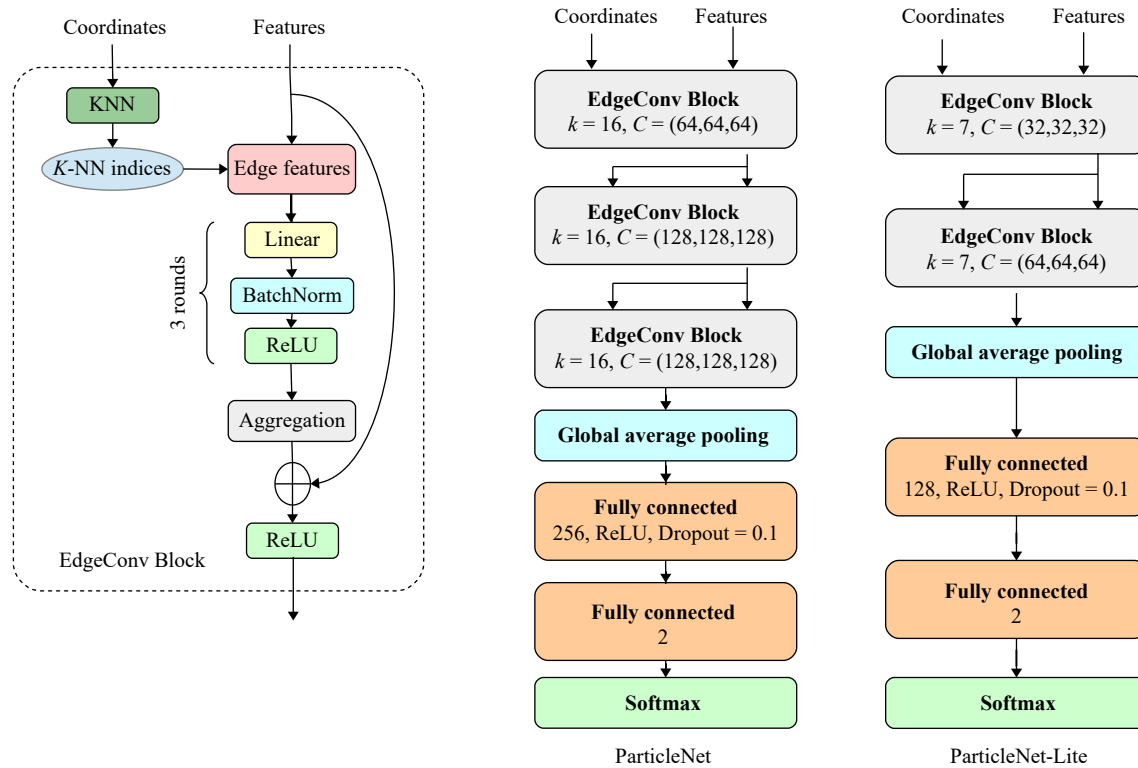 Coordinates
Features
KNN
K-NN indices
Edge features
Linear
BatchNorm
ReLU
3 rounds
Aggregation
ReLU
EdgeConv Block
Coordinates
Features
EdgeConv Block
k = 16, C = (64,64,64)
EdgeConv Block
k = 16, C = (128,128,128)
EdgeConv Block
k = 16, C = (128,128,128)
Global average pooling
Fully connected
256, ReLU, Dropout = 0.1
Fully connected
2
Softmax
ParticleNet
Coordinates
Features
EdgeConv Block
k = 7, C = (32,32,32)
EdgeConv Block
k = 7, C = (64,64,64)
Global average pooling
Fully connected
128, ReLU, Dropout = 0.1
Fully connected
2
Softmax
ParticleNet-Lite